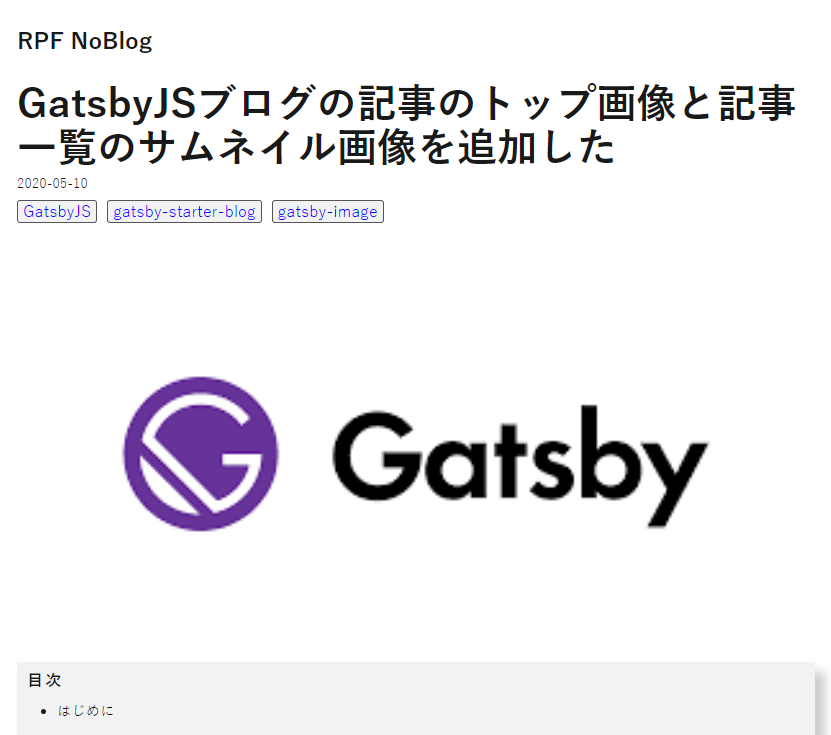 RPF NoBlog
GatsbyJSブログの記事のトップ画像と記事
一覧のサムネイル画像を追加した
2020-05-10
GatsbyJS gatsby-starter-blog gatsby-image
Gatsby
目次
はじめに